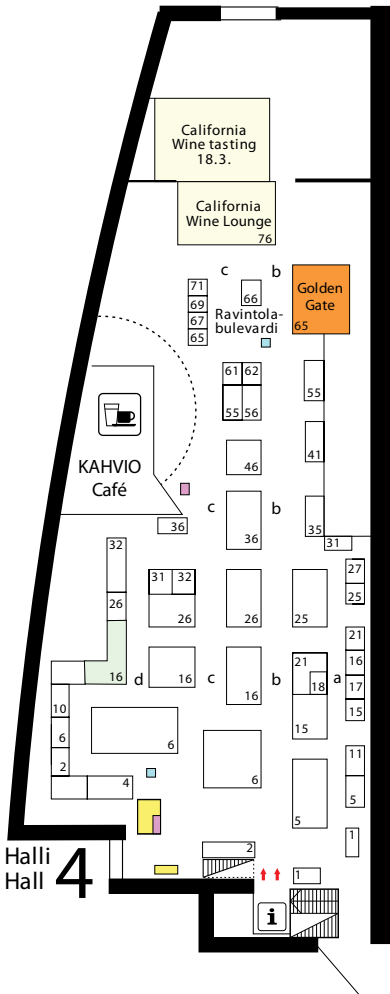 California
Wine tasting
18.3.
California
Wine Lounge
76
c b
71
69
67
65
66
Ravintola-
bulevardi
Golden
Gate
65
61 62
55 56
55
46
41
KAHVIO
Café
c b
36
36
35
31
32
31 32
26
26
26
25
27
25
21
16
17
15
16
d
16
c
16
b
21
18
a
15
10
6
2
4
6
6
11
5
5
1
2
1
Halli
Hall
4
i